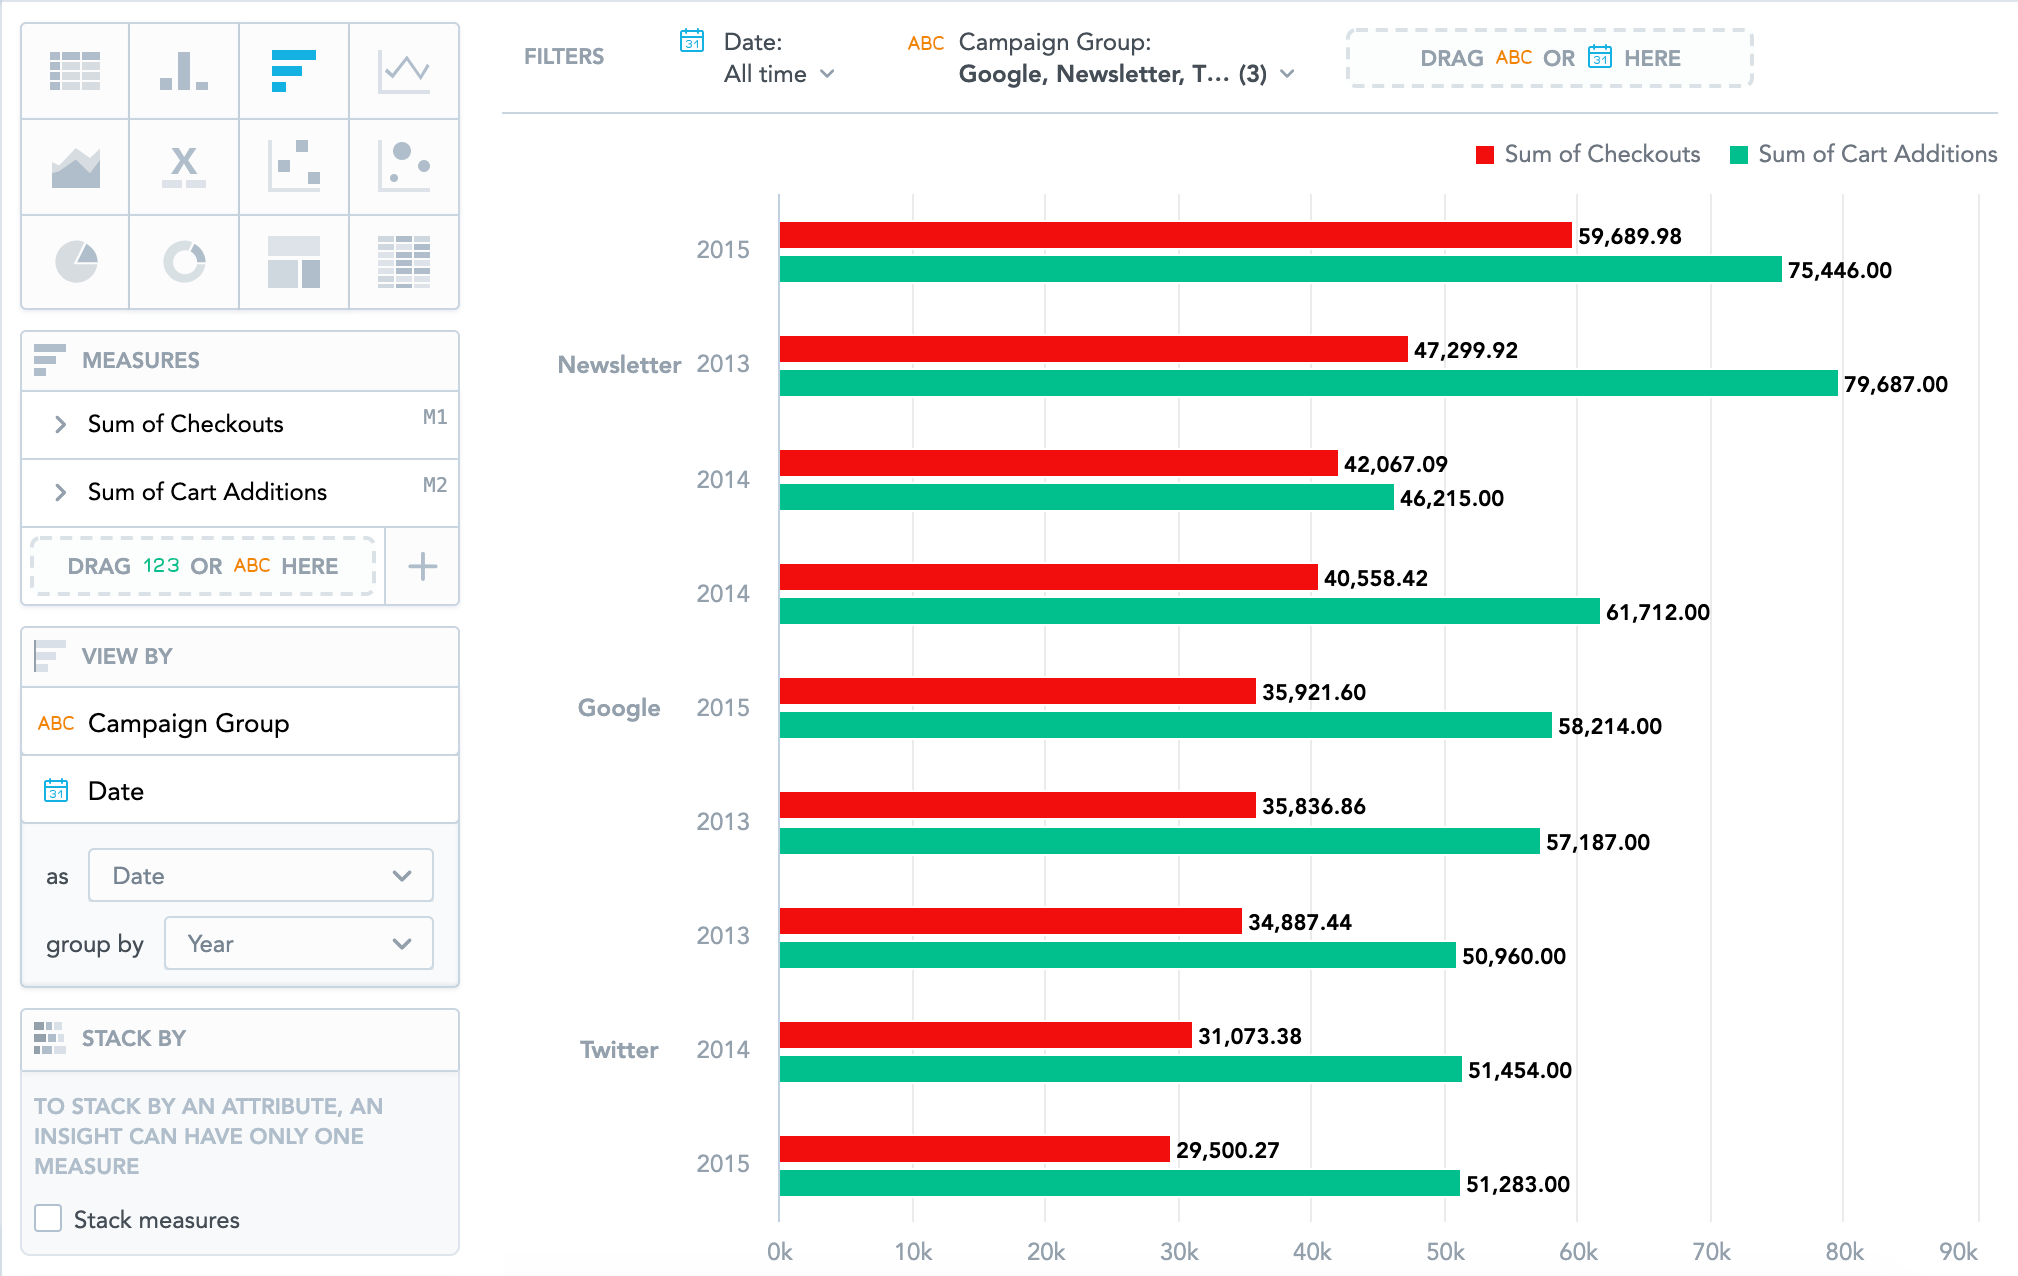 FILTERS
31
Date:
All time
ABC
Campaign Group:
Google, Newsletter, T... (3)
DRAG ABC OR 31 HERE
X
MEASURES
Sum of Checkouts M1
Sum of Cart Additions M2
DRAG 123 OR ABC HERE
VIEW BY
ABC Campaign Group
31 Date
as Date
group by Year
STACK BY
TO STACK BY AN ATTRIBUTE, AN
INSIGHT CAN HAVE ONLY ONE
MEASURE
Stack measures
Sum of Checkouts Sum of Cart Additions
2015 59,689.98
75,446.00
Newsletter 2013 47,299.92
79,687.00
2014 42,067.09
46,215.00
2014 40,558.42
61,712.00
Google 2015 35,921.60
58,214.00
2013 35,836.86
57,187.00
2013 34,887.44
50,960.00
Twitter 2014 31,073.38
51,454.00
2015 29,500.27
51,283.00
0k 10k 20k 30k 40k 50k 60k 70k 80k 90k